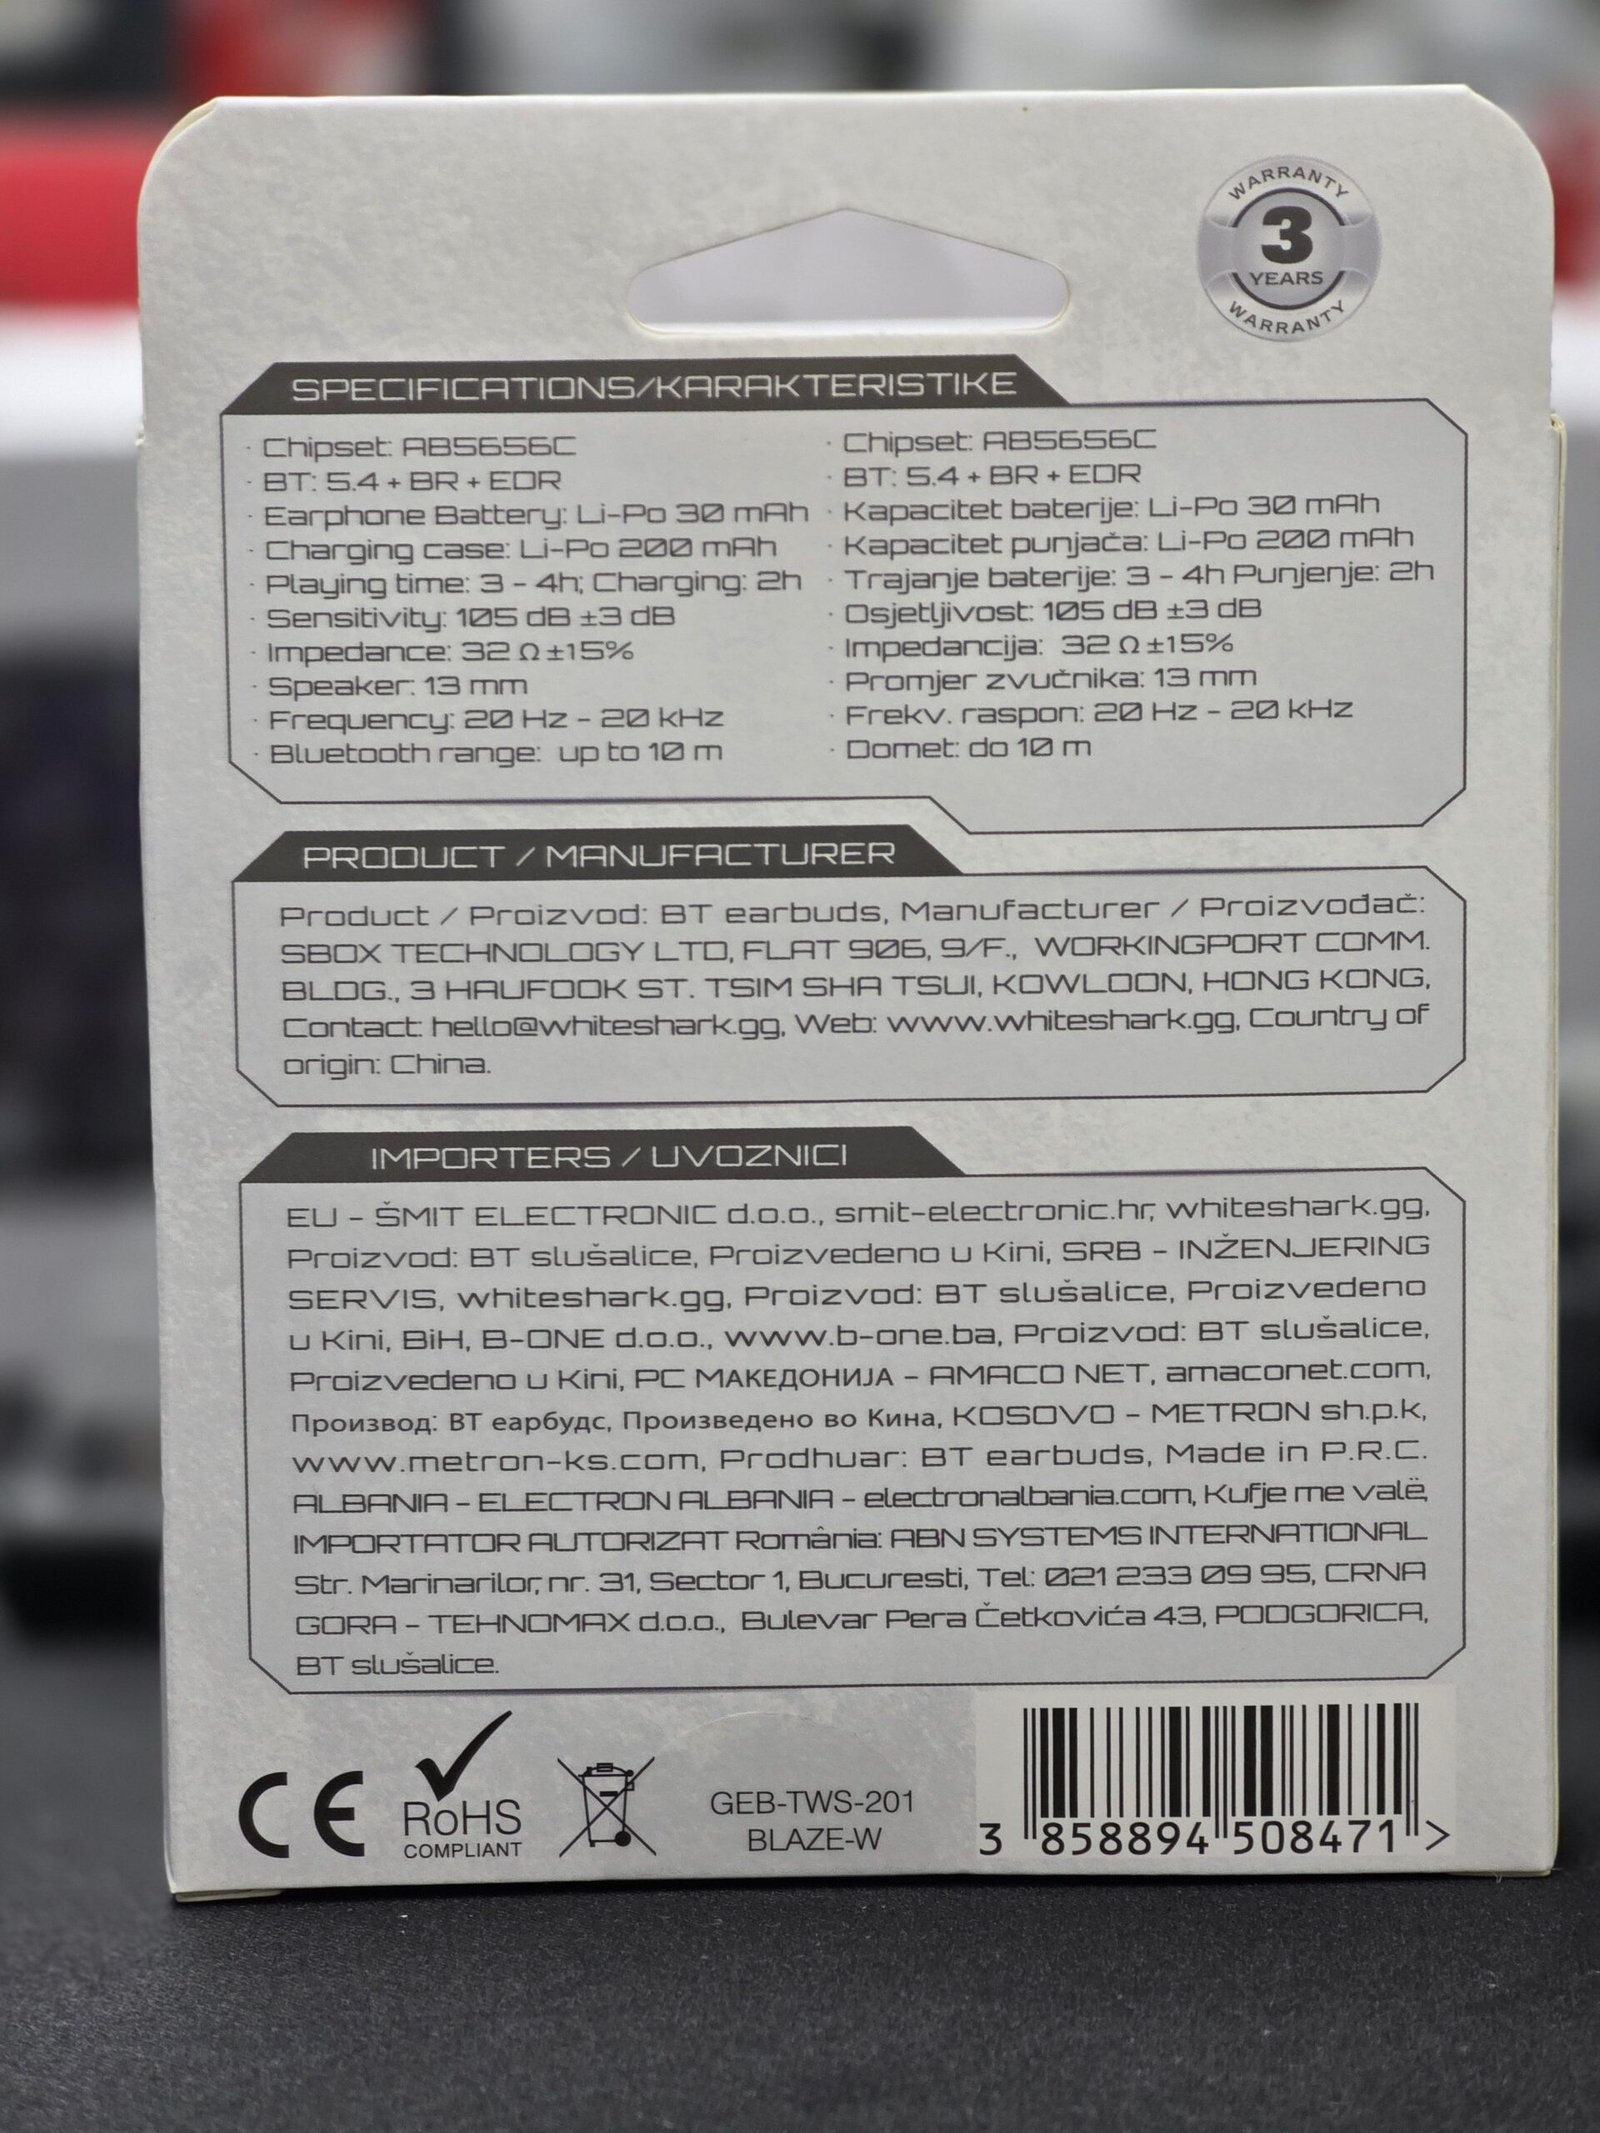 WARRANTY
3
YEARS
WARRANTY
SPECIFICATIONS/KARAKTERISTIKE
· Chipset: AB5656C
· BT: 5.4 + BR + EDR
· Earphone Battery: Li-Po 30 mAh
· Charging case: Li-Po 200 mAh
· Playing time: 3 - 4h; Charging: 2h
· Sensitivity: 105 dB ±3 dB
· Impedance: 32 Ω ±15%
· Speaker: 13 mm
· Frequency: 20 Hz - 20 kHz
· Bluetooth range: up to 10 m
· Chipset: AB5656C
· BT: 5.4 + BR + EDR
· Kapacitet baterije: Li-Po 30 mAh
· Kapacitet punjača: Li-Po 200 mAh
· Trajanje baterije: 3 - 4h Punjenje: 2h
· Osjetljivost: 105 dB ±3 dB
· Impedancija: 32 Ω ±15%
· Promjer zvučnika: 13 mm
· Frekv. raspon: 20 Hz - 20 kHz
· Domet: do 10 m
PRODUCT / MANUFACTURER
Product / Proizvod: BT earbuds, Manufacturer / Proizvođač:
SBOX TECHNOLOGY LTD, FLAT 906, 9/F., WORKINGPORT COMM.
BLDG., 3 HAUFOOK ST. TSIM SHA TSUI, KOWLOON, HONG KONG,
Contact: hello@whiteshark.gg, Web: www.whiteshark.gg, Country of
origin: China.
IMPORTERS / UVOZNICI
EU - ŠMIT ELECTRONIC d.o.o., smit-electronic.hr, whiteshark.gg,
Proizvod: BT slušalice, Proizvedeno u Kini, SRB - INŽENJERING
SERVIS, whiteshark.gg, Proizvod: BT slušalice, Proizvedeno
u Kini, BiH, B-ONE d.o.o., www.b-one.ba, Proizvod: BT slušalice,
Proizvedeno u Kini, РС МАКЕДОНИЈА - AMACO NET, amaconet.com,
Производ: BT еарбудс, Произведено во Кина, KOSOVO - METRON sh.p.k,
www.metron-ks.com, Prodhuar: BT earbuds, Made in P.R.C.
ALBANIA - ELECTRON ALBANIA - electronalbania.com, Kufje me valë,
IMPORTATOR AUTORIZAT România: ABN SYSTEMS INTERNATIONAL
Str. Marinarilor, nr. 31, Sector 1, Bucuresti, Tel: 021 233 09 95, CRNA
GORA - TEHNOMAX d.o.o., Bulevar Pera Četkovića 43, PODGORICA,
BT slušalice.
CE
RoHS
COMPLIANT
GEB-TWS-201
BLAZE-W
3 858894 508471 >